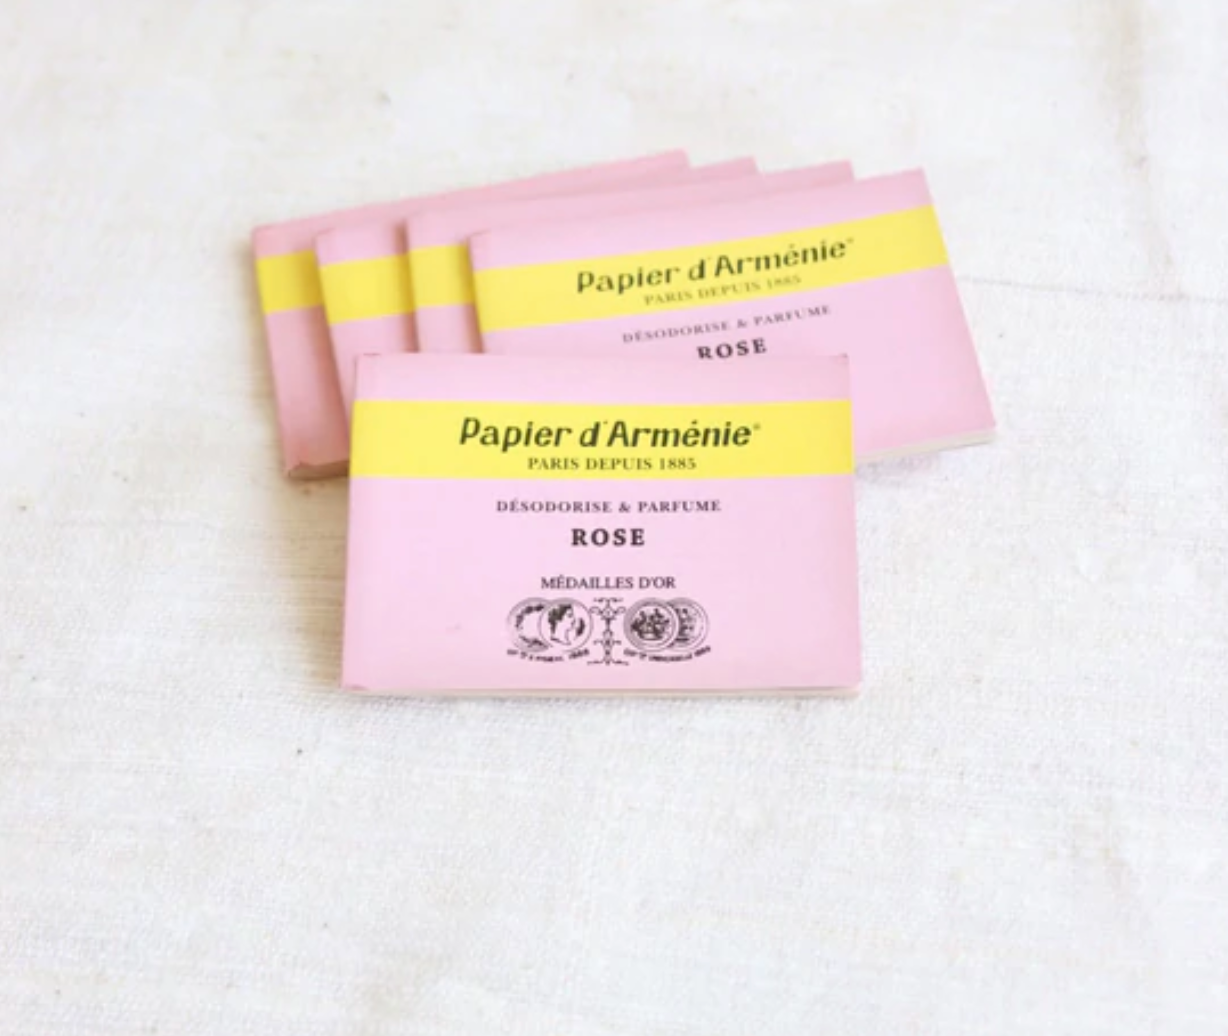 Papier d'Arménie®
PARIS DEPUIS 1885
DÉSODORISE & PARFUME
ROSE
Papier d'Arménie®
PARIS DEPUIS 1885
DÉSODORISE & PARFUME
ROSE
MÉDAILLES D'OR